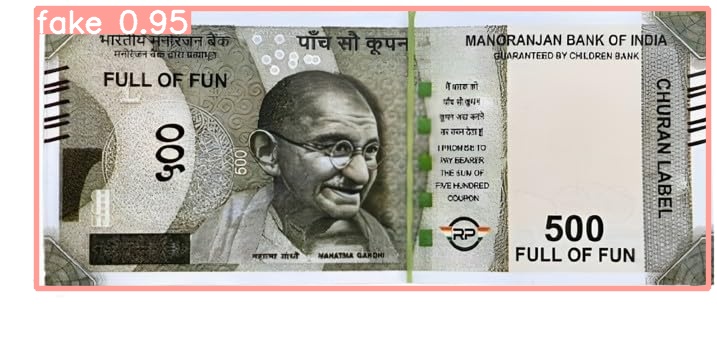 fake 0.95
भारतीय मनोरंजन बैंक
पाँच सौ कूपन
FULL OF FUN
500
500
महात्मा गांधी MAHATMA GANDHI
I PROMISE TO
PAY BEARER
THE SUM OF
FIVE HUNDRED
COUPON
RP
MANORANJAN BANK OF INDIA
GUARANTEED BY CHILDREN BANK
CHURAN LABEL
500
FULL OF FUN